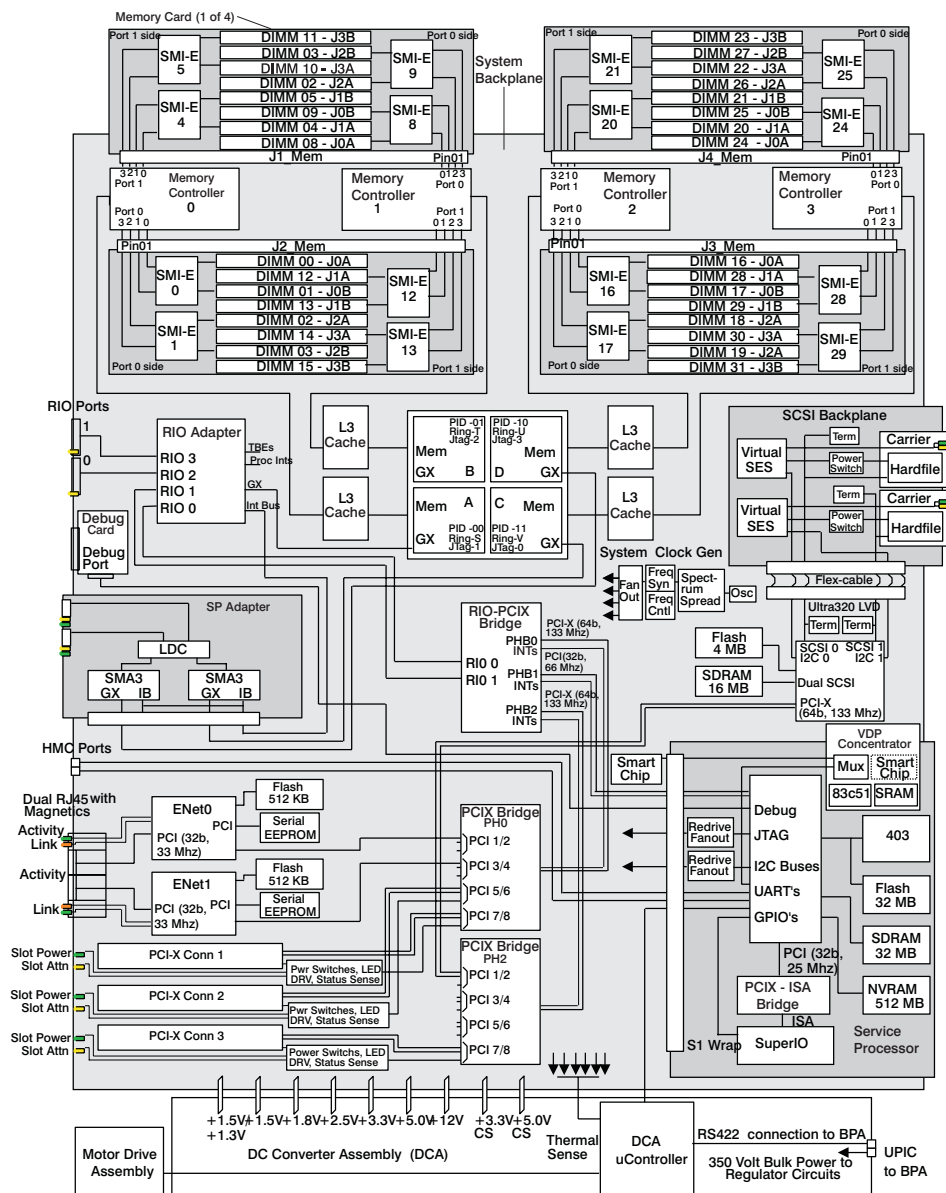 Memory Card (1 of 4)
Port 1 side
Port 0 side
SMI-E
5
SMI-E
4
DIMM 11 - J3B
DIMM 03 - J2B
DIMM 10 - J3A
DIMM 02 - J2A
DIMM 05 - J1B
DIMM 09 - J0B
DIMM 04 - J1A
DIMM 08 - J0A
SMI-E
9
SMI-E
8
System
Backplane
Port 1 side
Port 0 side
SMI-E
21
SMI-E
20
DIMM 23 - J3B
DIMM 27 - J2B
DIMM 22 - J3A
DIMM 26 - J2A
DIMM 21 - J1B
DIMM 25 - J0B
DIMM 20 - J1A
DIMM 24 - J0A
SMI-E
25
SMI-E
24
J1_Mem
Pin01
J4_Mem
Pin01
3210
Port 1
Memory
Controller
0
Port 0
3 2 1 0
Memory
Controller
1
0123
Port 0
Port 1
0 1 2 3
3210
Port 1
Memory
Controller
2
Port 0
3 2 1 0
Memory
Controller
3
0123
Port 0
Port 1
0 1 2 3
Pin01
J2_Mem
Pin01
J3_Mem
SMI-E
0
SMI-E
1
DIMM 00 - J0A
DIMM 12 - J1A
DIMM 01 - J0B
DIMM 13 - J1B
DIMM 02 - J2A
DIMM 14 - J3A
DIMM 03 - J2B
DIMM 15 - J3B
SMI-E
12
SMI-E
13
Port 0 side
Port 1 side
SMI-E
16
SMI-E
17
DIMM 16 - J0A
DIMM 28 - J1A
DIMM 17 - J0B
DIMM 29 - J1B
DIMM 18 - J2A
DIMM 30 - J3A
DIMM 19 - J2A
DIMM 31 - J3B
SMI-E
28
SMI-E
29
Port 0 side
Port 1 side
RIO Ports
1
0
RIO Adapter
RIO 3
RIO 2
RIO 1
RIO 0
TBEs
Proc Ints
GX
Int Bus
L3
Cache
L3
Cache
PID -01
Ring-T
Jtag-2
Mem
GX
B
PID -10
Ring-U
Jtag-3
Mem
D
GX
A
Mem
GX
PID -00
Ring-S
JTag-1
C
Mem
PID -11
Ring-V
JTag-0
GX
L3
Cache
L3
Cache
SCSI Backplane
Virtual
SES
Virtual
SES
Term
Power
Switch
Term
Power
Switch
Carrier
Hardfile
Carrier
Hardfile
Flex-cable
Debug
Card
Debug
Port
SP Adapter
LDC
SMA3
GX IB
SMA3
GX IB
System
Clock Gen
Fan
Out
Freq
Syn
Freq
Cntl
Spect-
rum
Spread
Osc
Ultra320 LVD
Term
Term
SCSI 0
I2C 0
SCSI 1
I2C 1
Dual SCSI
PCI-X
(64b, 133 Mhz)
Flash
4 MB
SDRAM
16 MB
RIO-PCIX
Bridge
RI0 0
RI0 1
PHB0
INTs
PHB1
INTs
PHB2
INTs
PCI-X (64b,
133 Mhz)
PCI(32b,
66 Mhz)
PCI-X (64b,
133 Mhz)
HMC Ports
Smart
Chip
VDP
Concentrator
Mux
Smart
Chip
83c51
SRAM
Dual RJ45 with
Magnetics
Activity
Link
Activity
Link
ENet0
PCI
PCI (32b,
33 Mhz)
Flash
512 KB
Serial
EEPROM
ENet1
PCI
PCI (32b,
33 Mhz)
Flash
512 KB
Serial
EEPROM
PCIX Bridge
PH0
PCI 1/2
PCI 3/4
PCI 5/6
PCI 7/8
PCIX Bridge
PH2
PCI 1/2
PCI 3/4
PCI 5/6
PCI 7/8
Redrive
Fanout
Redrive
Fanout
Debug
JTAG
I2C Buses
UART's
GPIO's
403
Flash
32 MB
SDRAM
32 MB
NVRAM
512 MB
PCI (32b,
25 Mhz)
PCIX - ISA
Bridge
ISA
SuperIO
S1 Wrap
Service
Processor
Slot Power
Slot Attn
PCI-X Conn 1
Pwr Switches, LED
DRV, Status Sense
Slot Power
Slot Attn
PCI-X Conn 2
Pwr Switches, LED
DRV, Status Sense
Slot Power
Slot Attn
PCI-X Conn 3
Power Switchs, LED
DRV, Status Sense
+1.5V/
+1.3V
+1.5V
+1.8V
+2.5V
+3.3V
+5.0V
+12V
+3.3V
CS
+5.0V
CS
Motor Drive
Assembly
DC Converter Assembly (DCA)
Thermal
Sense
DCA
uController
RS422 connection to BPA
350 Volt Bulk Power to
Regulator Circuits
UPIC
to BPA